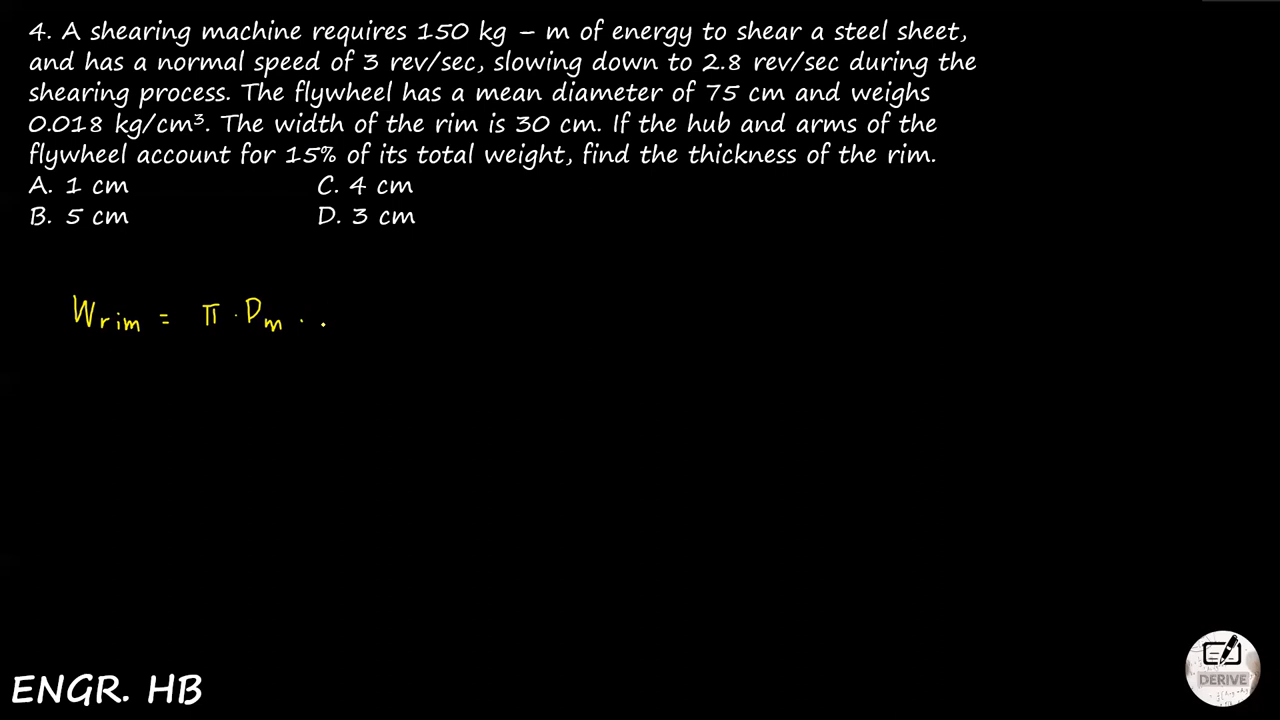 4. A shearing machine requires 150 kg – m of energy to shear a steel sheet,
and has a normal speed of 3 rev/sec, slowing down to 2.8 rev/sec during the
shearing process. The flywheel has a mean diameter of 75 cm and weighs
0.018 kg/cm³. The width of the rim is 30 cm. If the hub and arms of the
flywheel account for 15% of its total weight, find the thickness of the rim.
A. 1 cm C. 4 cm
B. 5 cm D. 3 cm
W_rim = π · D_m · .
ENGR. HB
DERIVE